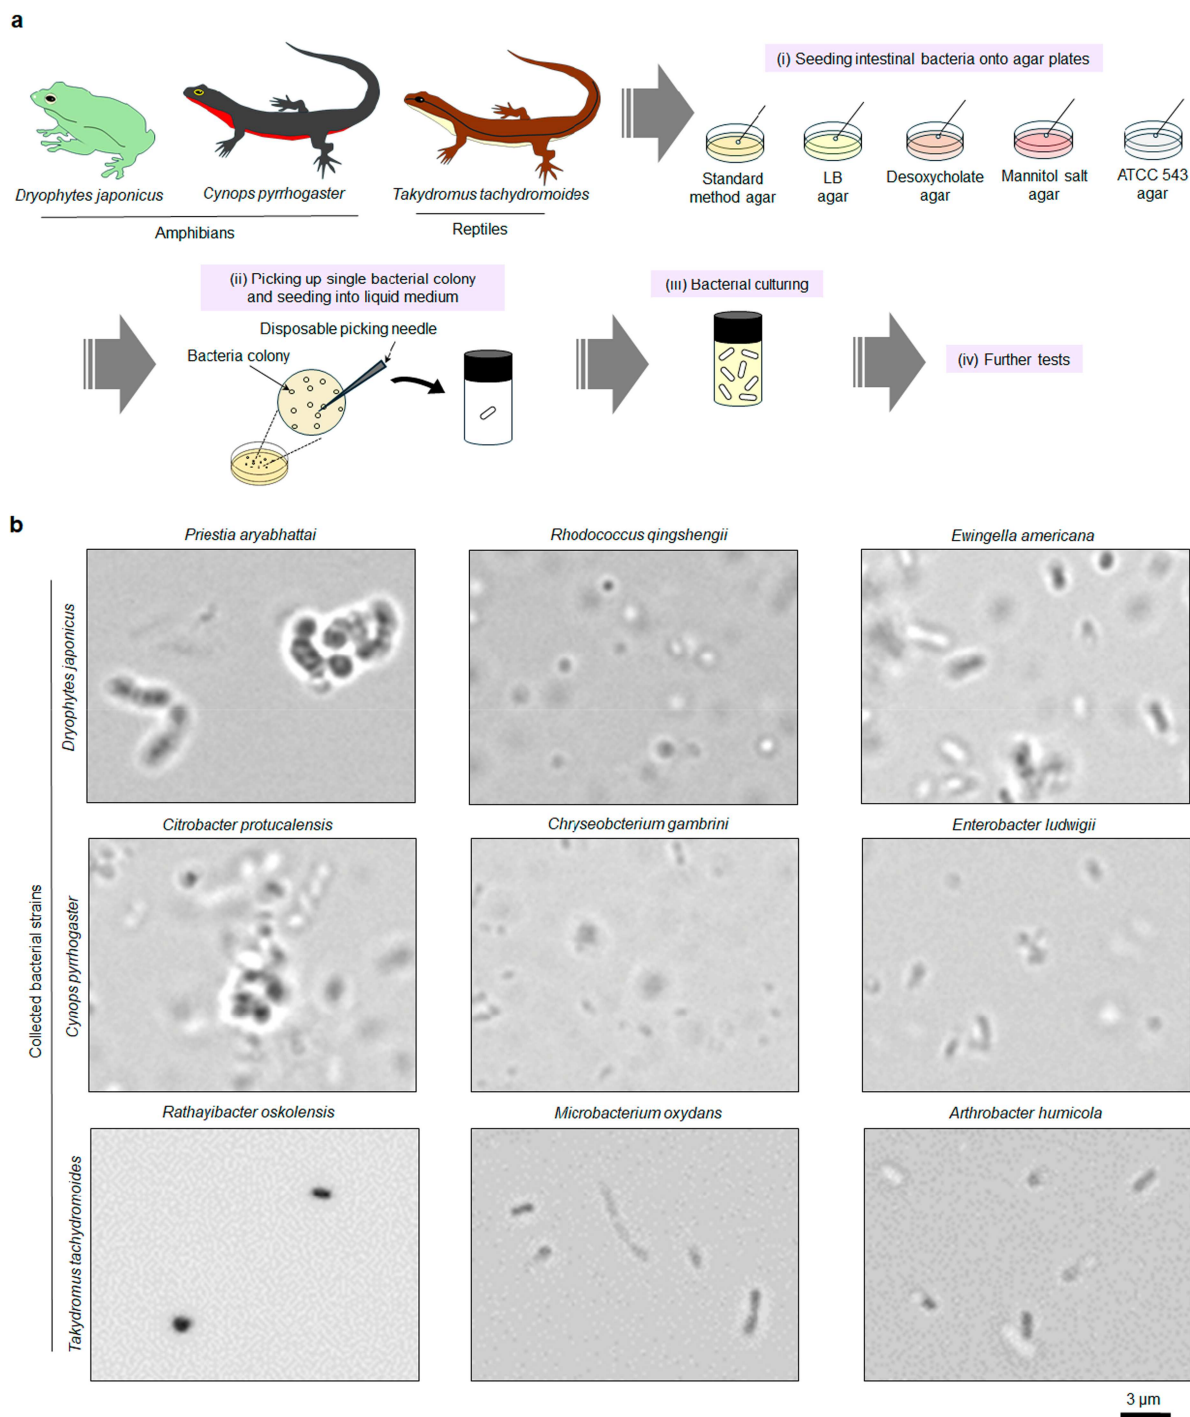 a
(i) Seeding intestinal bacteria onto agar plates
Dryophytes japonicus
Cynops pyrrhogaster
Takydromus tachydromoides
Amphibians
Reptiles
Standard
method agar
LB
agar
Desoxycholate
agar
Mannitol salt
agar
ATCC 543
agar
(ii) Picking up single bacterial colony
and seeding into liquid medium
Disposable picking needle
Bacteria colony
(iii) Bacterial culturing
(iv) Further tests
b
Collected bacterial strains
Dryophytes japonicus
Priestia aryabhattai
Rhodococcus qingshengii
Ewingella americana
Cynops pyrrhogaster
Citrobacter protucalensis
Chryseobcterium gambrini
Enterobacter ludwigii
Takydromus tachydromoides
Rathayibacter oskolensis
Microbacterium oxydans
Arthrobacter humicola
3 µm